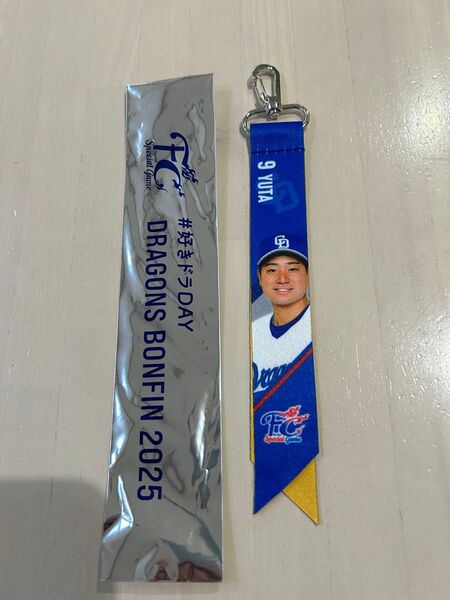 FC
Special Game
#好きドラDAY
DRAGONS BONFIN 2025
9 YUTA
CD
Drago
FC
Special Game